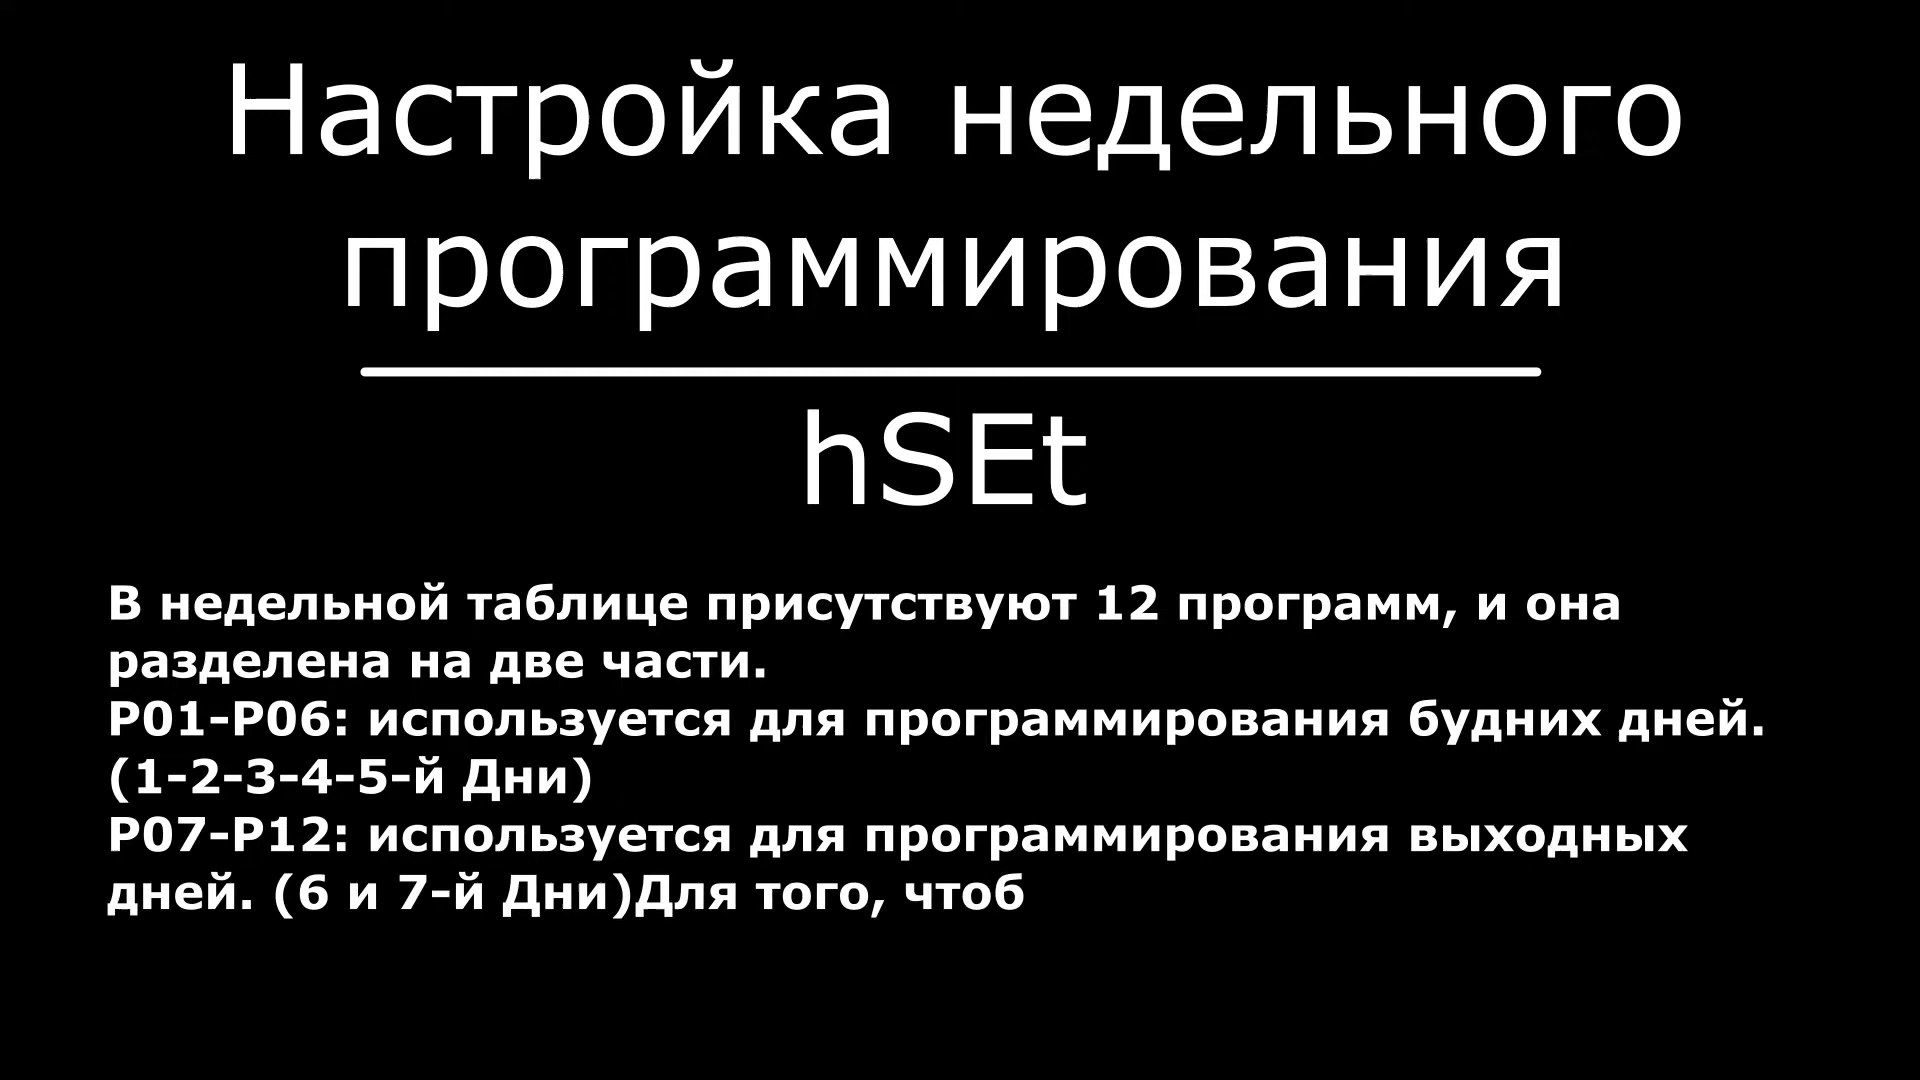 Настройка недельного
программирования
hSEt
В недельной таблице присутствуют 12 программ, и она
разделена на две части.
P01-P06: используется для программирования будних дней.
(1-2-3-4-5-й Дни)
P07-P12: используется для программирования выходных
дней. (6 и 7-й Дни)Для того, чтоб